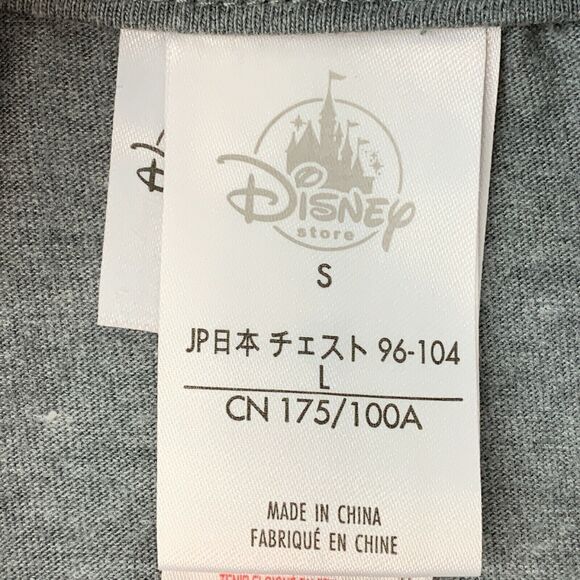 Disney
store
S
JP日本 チェスト 96-104
L
CN 175/100A
MADE IN CHINA
FABRIQUÉ EN CHINE